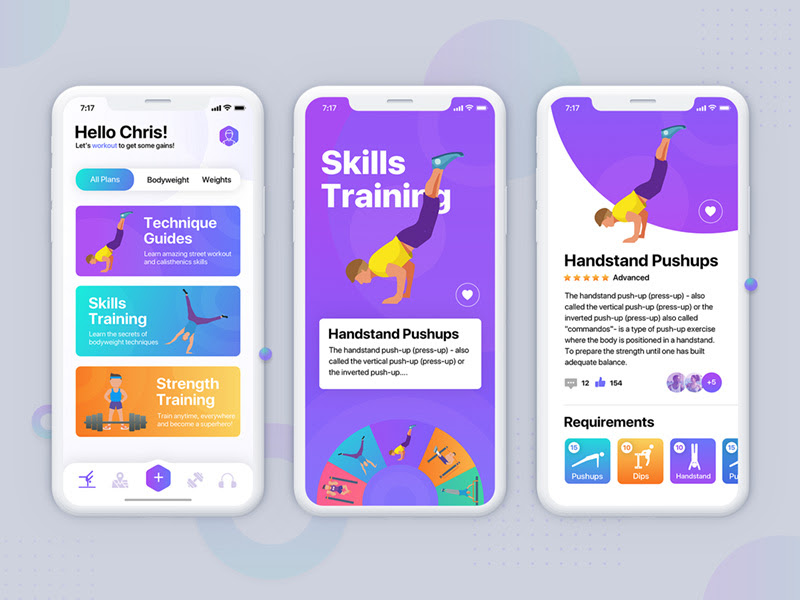 7:17
Hello Chris!
Let's workout to get some gains!
All Plans
Bodyweight
Weights
Technique
Guides
Learn amazing street workout
and calisthenics skills
Skills
Training
Learn the secrets of
bodyweight techniques
Strength
Training
Train anytime, everywhere
and become a superhero!
7:17
Skills
Training
Handstand Pushups
The handstand push-up (press-up) - also
called the vertical push-up (press-up) or
the inverted push-up....
7:17
Handstand Pushups
Advanced
The handstand push-up (press-up) - also
called the vertical push-up (press-up) or the
inverted push-up (press-up) also called
"commandos"- is a type of push-up exercise
where the body is positioned in a handstand.
To prepare the strength until one has built
adequate balance.
12
154
+5
Requirements
15
Pushups
10
Dips
10
Handstand
15
Pu